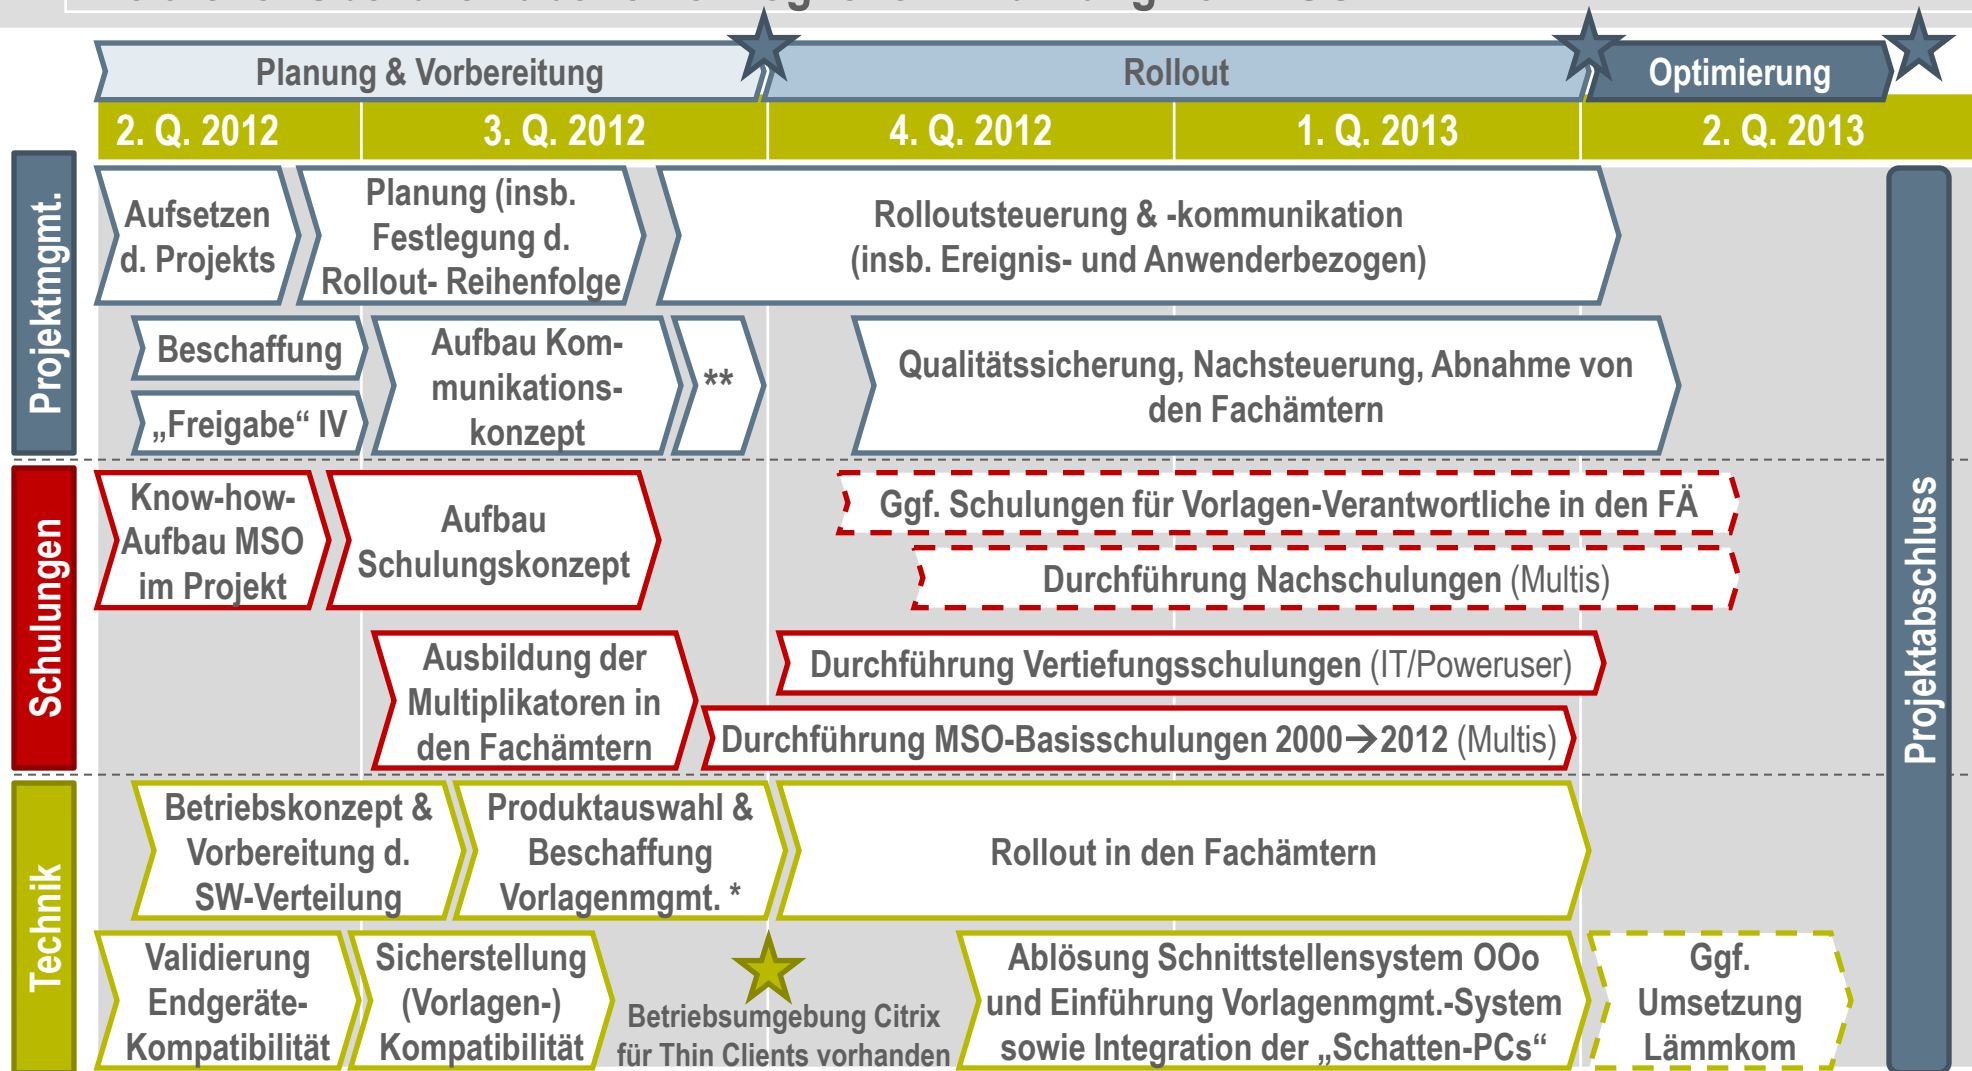 Planung & Vorbereitung
Rollout
Optimierung
2. Q. 2012
3. Q. 2012
4. Q. 2012
1. Q. 2013
2. Q. 2013
Projektmgmt.
Aufsetzen
d. Projekts
Planung (insb.
Festlegung d.
Rollout- Reihenfolge
Rolloutsteuerung & -kommunikation
(insb. Ereignis- und Anwenderbezogen)
Beschaffung
„Freigabe“ IV
Aufbau Kom-
munikations-
konzept
**
Qualitätssicherung, Nachsteuerung, Abnahme von
den Fachämtern
Schulungen
Know-how-
Aufbau MSO
im Projekt
Aufbau
Schulungskonzept
Ggf. Schulungen für Vorlagen-Verantwortliche in den FÄ
Durchführung Nachschulungen (Multis)
Ausbildung der
Multiplikatoren in
den Fachämtern
Durchführung Vertiefungsschulungen (IT/Poweruser)
Durchführung MSO-Basisschulungen 2000→2012 (Multis)
Technik
Betriebskonzept &
Vorbereitung d.
SW-Verteilung
Produktauswahl &
Beschaffung
Vorlagenmgmt. *
Rollout in den Fachämtern
Validierung
Endgeräte-
Kompatibilität
Sicherstellung
(Vorlagen-)
Kompatibilität
Betriebsumgebung Citrix
für Thin Clients vorhanden
Ablösung Schnittstellensystem OOo
und Einführung Vorlagenmgmt.-System
sowie Integration der „Schatten-PCs“
Ggf.
Umsetzung
Lämmkom
Projektabschluss